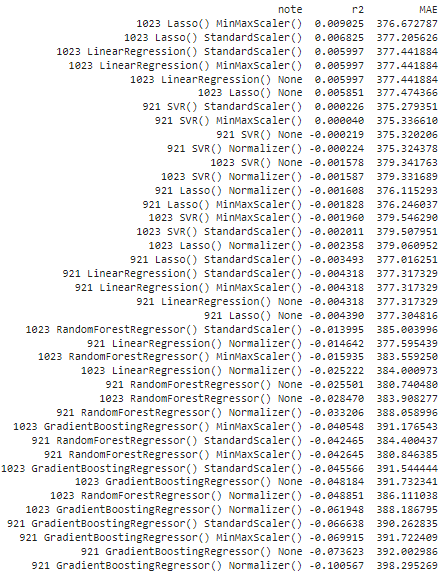 note r2 MAE
1023 Lasso() MinMaxScaler() 0.009025 376.672787
1023 Lasso() StandardScaler() 0.006825 377.205626
1023 LinearRegression() StandardScaler() 0.005997 377.441884
1023 LinearRegression() MinMaxScaler() 0.005997 377.441884
1023 LinearRegression() None 0.005997 377.441884
1023 Lasso() None 0.005851 377.474366
921 SVR() StandardScaler() 0.000226 375.279351
921 SVR() MinMaxScaler() 0.000040 375.336610
921 SVR() None -0.000219 375.320206
921 SVR() Normalizer() -0.000224 375.324378
1023 SVR() None -0.001578 379.341763
1023 SVR() Normalizer() -0.001587 379.331689
921 Lasso() Normalizer() -0.001608 376.115293
921 Lasso() MinMaxScaler() -0.001828 376.246037
1023 SVR() MinMaxScaler() -0.001960 379.546290
1023 SVR() StandardScaler() -0.002011 379.507951
1023 Lasso() Normalizer() -0.002358 379.060952
921 Lasso() StandardScaler() -0.003493 377.016251
921 LinearRegression() StandardScaler() -0.004318 377.317329
921 LinearRegression() MinMaxScaler() -0.004318 377.317329
921 LinearRegression() None -0.004318 377.317329
921 Lasso() None -0.004390 377.304816
1023 RandomForestRegressor() StandardScaler() -0.013995 385.003996
921 LinearRegression() Normalizer() -0.014642 377.595439
1023 RandomForestRegressor() MinMaxScaler() -0.015935 383.559250
1023 LinearRegression() Normalizer() -0.025222 384.000973
921 RandomForestRegressor() None -0.025501 380.740480
1023 RandomForestRegressor() None -0.028470 383.908277
921 RandomForestRegressor() Normalizer() -0.033206 388.058996
1023 GradientBoostingRegressor() MinMaxScaler() -0.040548 391.176543
921 RandomForestRegressor() StandardScaler() -0.042465 384.400437
921 RandomForestRegressor() MinMaxScaler() -0.042645 380.846385
1023 GradientBoostingRegressor() StandardScaler() -0.045566 391.544444
1023 GradientBoostingRegressor() None -0.048184 391.732341
1023 RandomForestRegressor() Normalizer() -0.048851 386.111038
1023 GradientBoostingRegressor() Normalizer() -0.061948 388.186795
921 GradientBoostingRegressor() StandardScaler() -0.066638 390.262835
921 GradientBoostingRegressor() MinMaxScaler() -0.069915 391.722409
921 GradientBoostingRegressor() None -0.073623 392.002986
921 GradientBoostingRegressor() Normalizer() -0.100567 398.295269